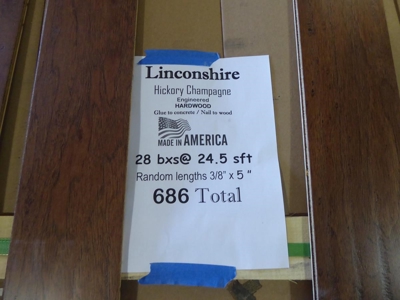 Linconshire
Hickory Champagne
Engineered
HARDWOOD
Glue to concrete / Nail to wood
MADE IN AMERICA
28 bxs@ 24.5 sft
Random lengths 3/8" x 5 "
686 Total